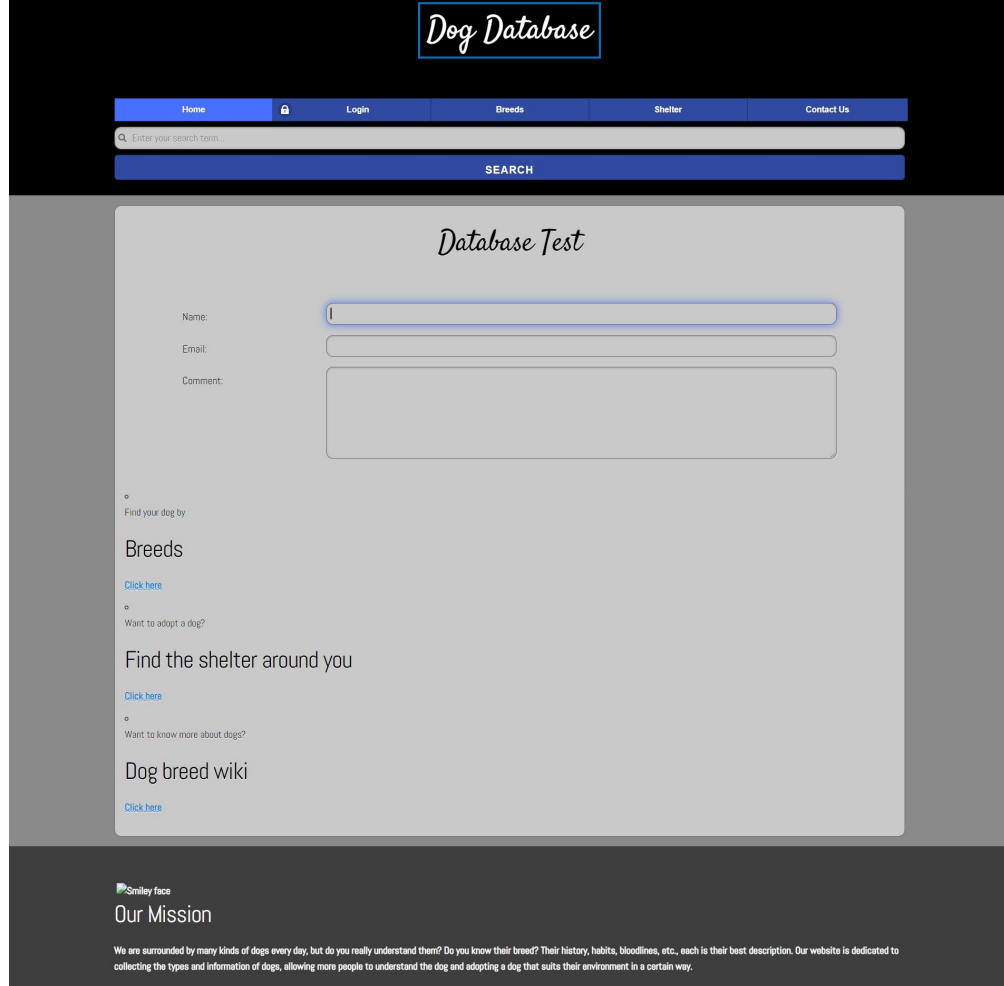 Dog Database
Home Login Breeds Shelter Contact Us
Enter your search term...
SEARCH
Database Test
Name:
Email:
Comment:
Find your dog by
Breeds
Click here
Want to adopt a dog?
Find the shelter around you
Click here
Want to know more about dogs?
Dog breed wiki
Click here
Smiley face
Our Mission
We are surrounded by many kinds of dogs every day, but do you really understand them? Do you know their breed? Their history, habits, bloodlines, etc., each is their best description. Our website is dedicated to
collecting the types and information of dogs, allowing more people to understand the dog and adopting a dog that suits their environment in a certain way.